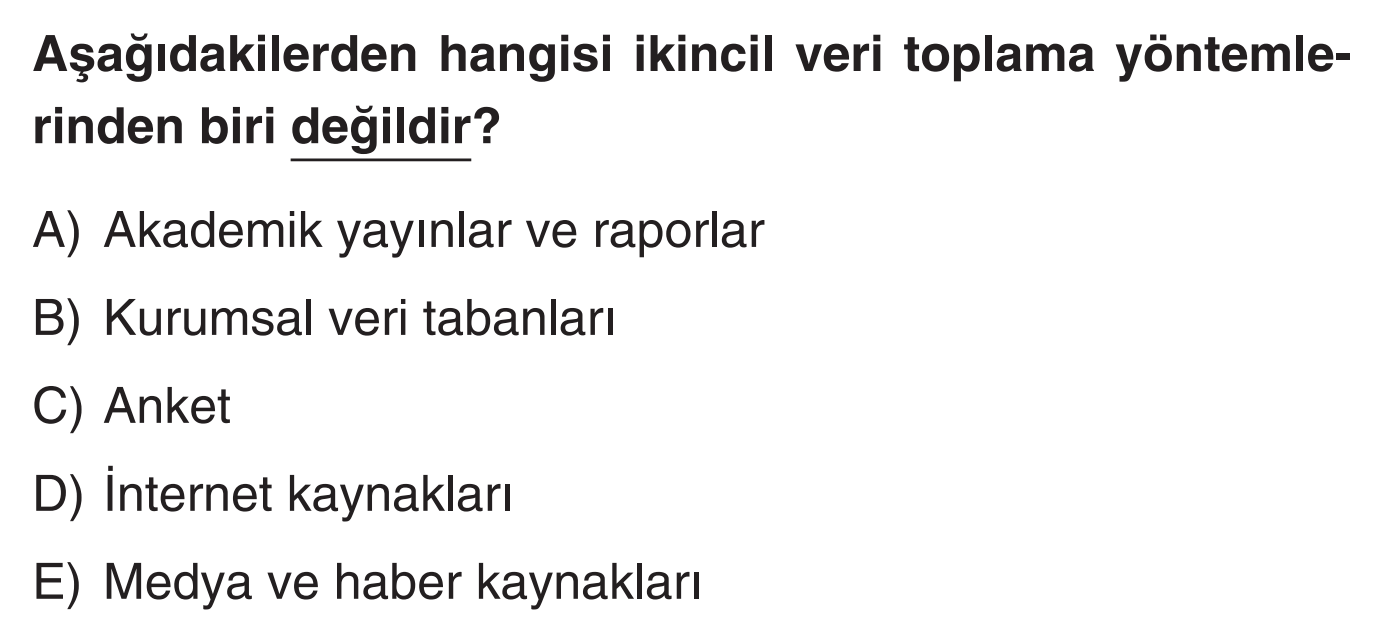 Aşağıdakilerden hangisi ikincil veri toplama yöntemle-
rinden biri değildir?
A) Akademik yayınlar ve raporlar
B) Kurumsal veri tabanları
C) Anket
D) İnternet kaynakları
E) Medya ve haber kaynakları